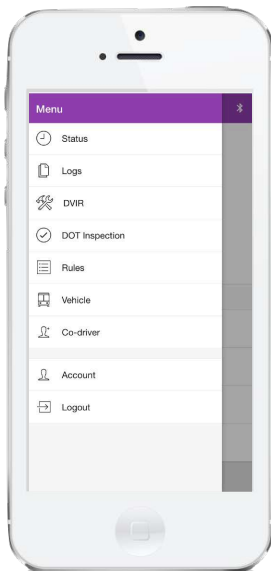 Menu
Status
Logs
DVIR
DOT Inspection
Rules
Vehicle
Co-driver
Account
Logout